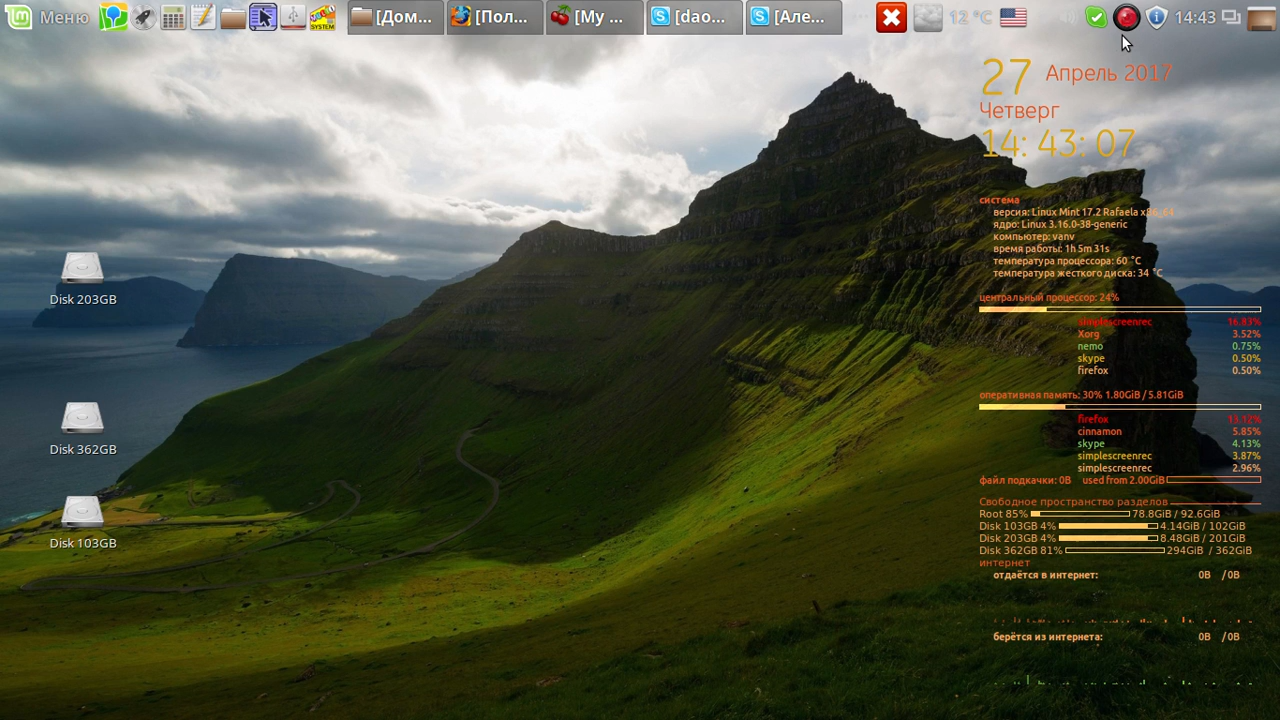 Меню
SYSTEM
[Дом...
[Пол...
[My ...
[dao...
[Але...
12 °C
14:43
27 Апрель 2017
Четверг
14: 43: 07
система
версия: Linux Mint 17.2 Rafaela x86_64
ядро: Linux 3.16.0-38-generic
компьютер: vanv
время работы: 1h 5m 31s
температура процессора: 60 °C
температура жесткого диска: 34 °C
центральный процессор: 24%
simplescreenrec 16.83%
Xorg 3.52%
nemo 0.75%
skype 0.50%
firefox 0.50%
оперативная память: 30% 1.80GiB / 5.81GiB
firefox 13.12%
cinnamon 5.85%
skype 4.13%
simplescreenrec 3.87%
simplescreenrec 2.96%
файл подкачки: 0B used from 2.00GiB
Свободное пространство разделов
Root 85% 78.8GiB / 92.6GiB
Disk 103GB 4% 4.14GiB / 102GiB
Disk 203GB 4% 8.48GiB / 201GiB
Disk 362GB 81% 294GiB / 362GiB
интернет
отдаётся в интернет: 0B /0B
берётся из интернета: 0B /0B
Disk 203GB
Disk 362GB
Disk 103GB